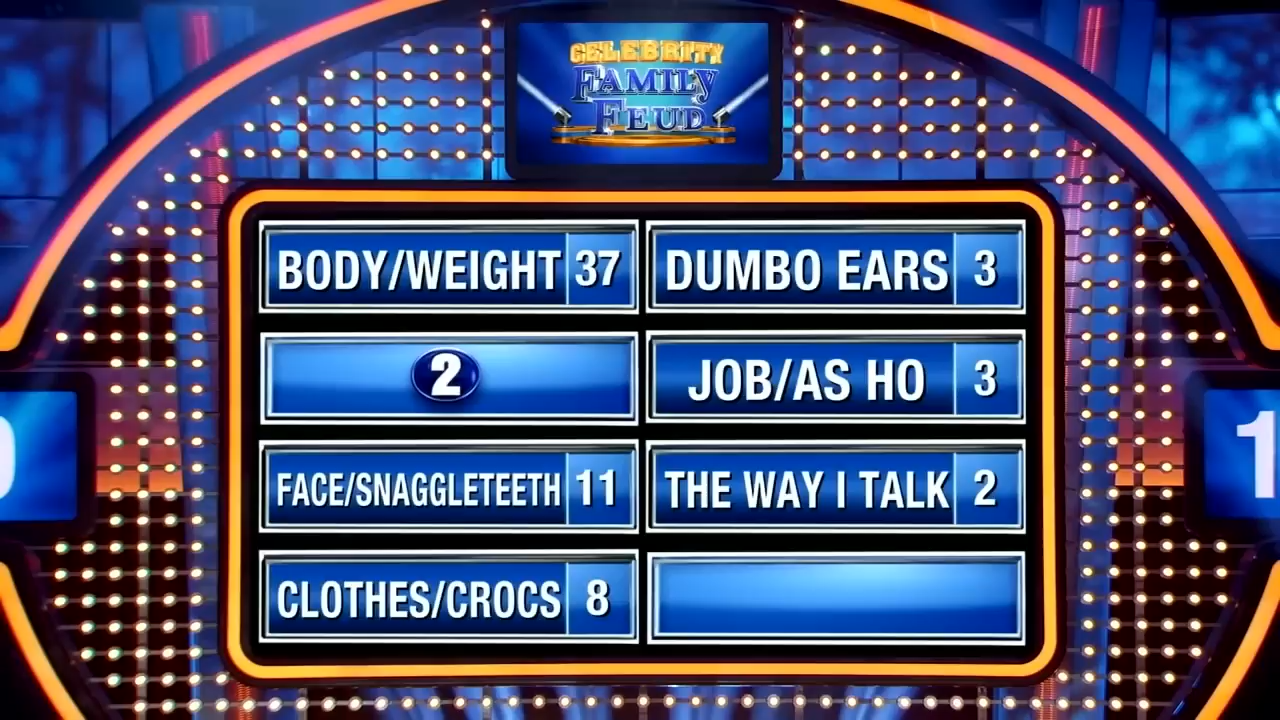 CELEBRITY
FAMILY
FEUD
BODY/WEIGHT 37
DUMBO EARS 3
2
JOB/AS HO 3
FACE/SNAGGLETEETH 11
THE WAY I TALK 2
CLOTHES/CROCS 8
1